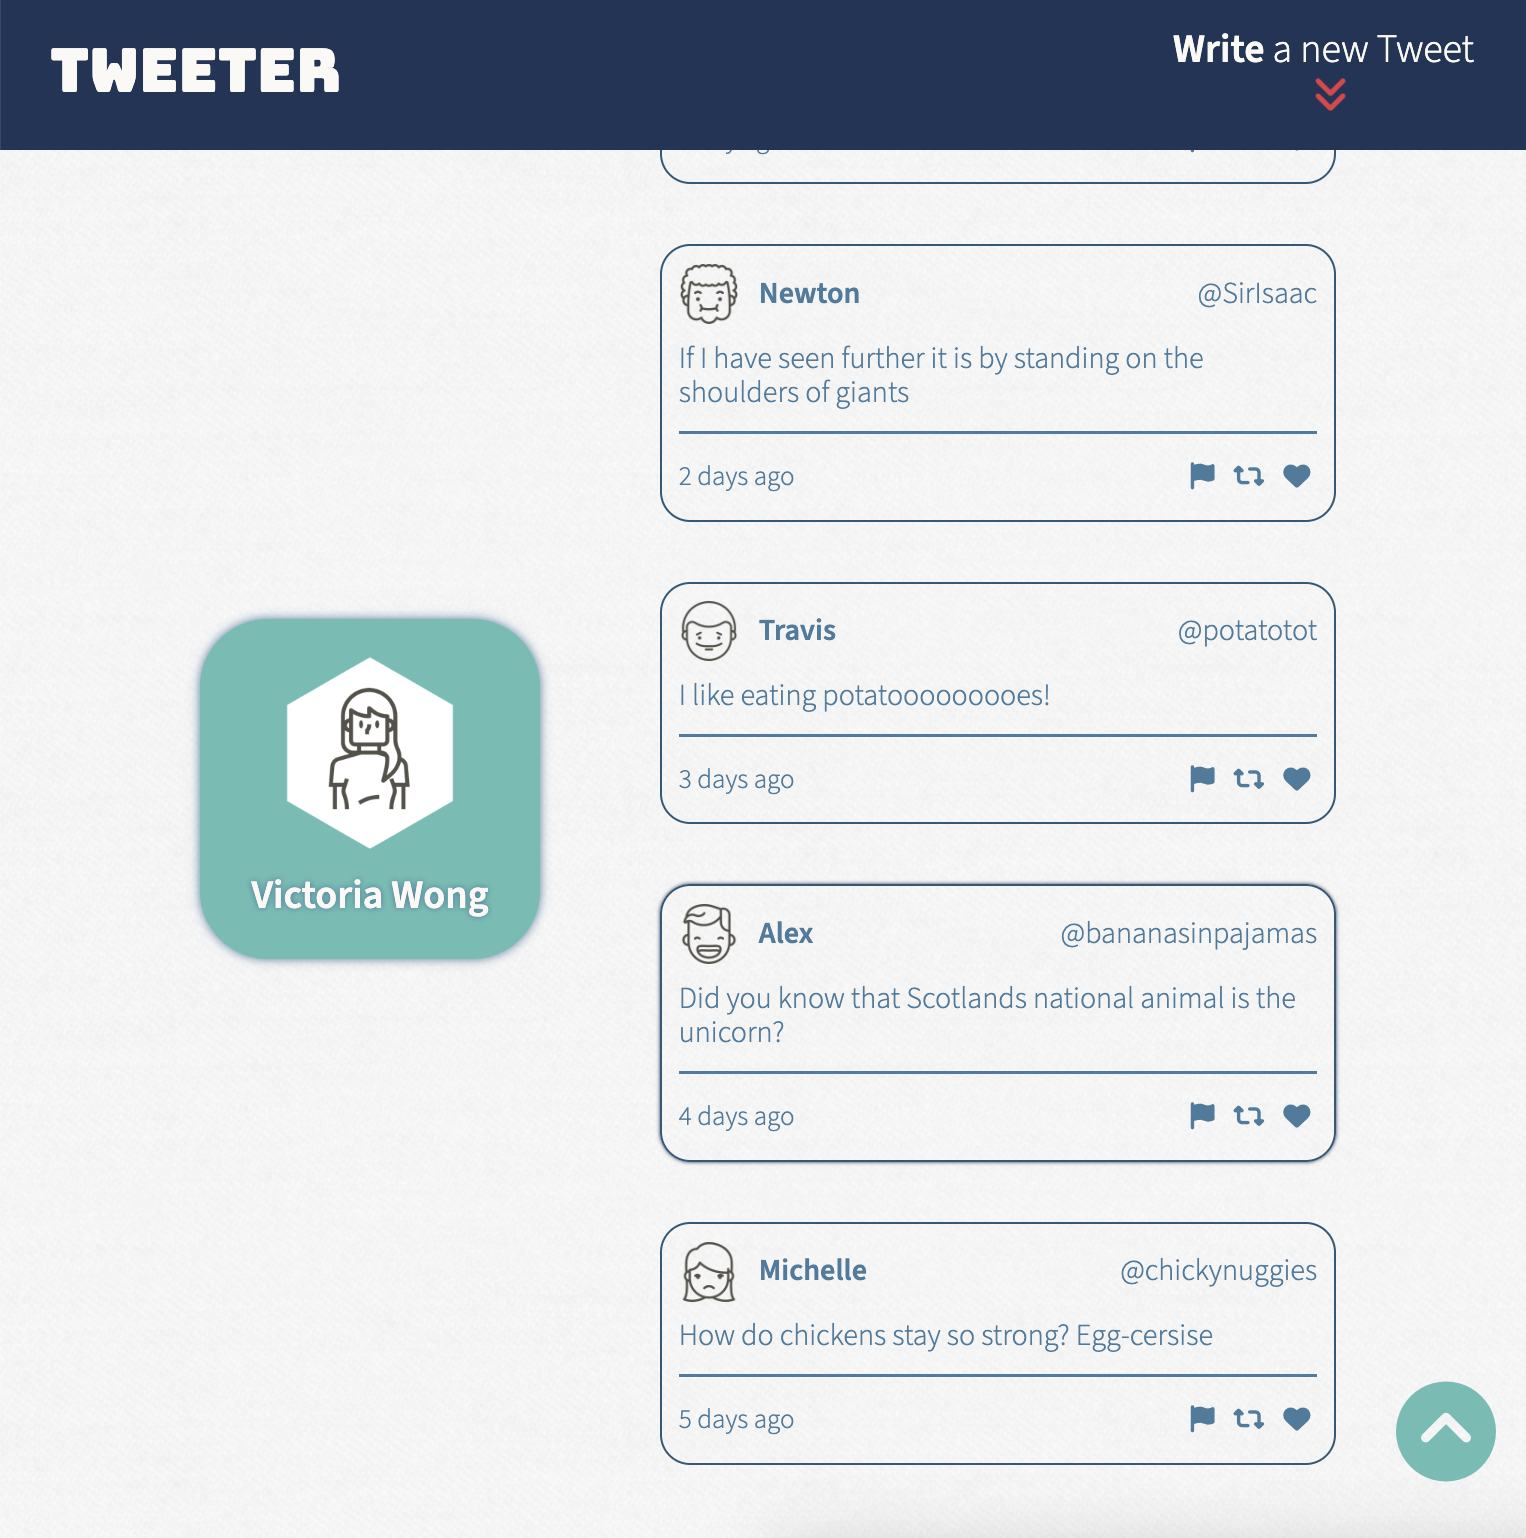 TWEETER
Write a new Tweet
Newton
@SirIsaac
If I have seen further it is by standing on the
shoulders of giants
2 days ago
Travis
@potatotot
I like eating potatooooooooes!
3 days ago
Victoria Wong
Alex
@bananasinpajamas
Did you know that Scotlands national animal is the
unicorn?
4 days ago
Michelle
@chickynuggies
How do chickens stay so strong? Egg-cersise
5 days ago